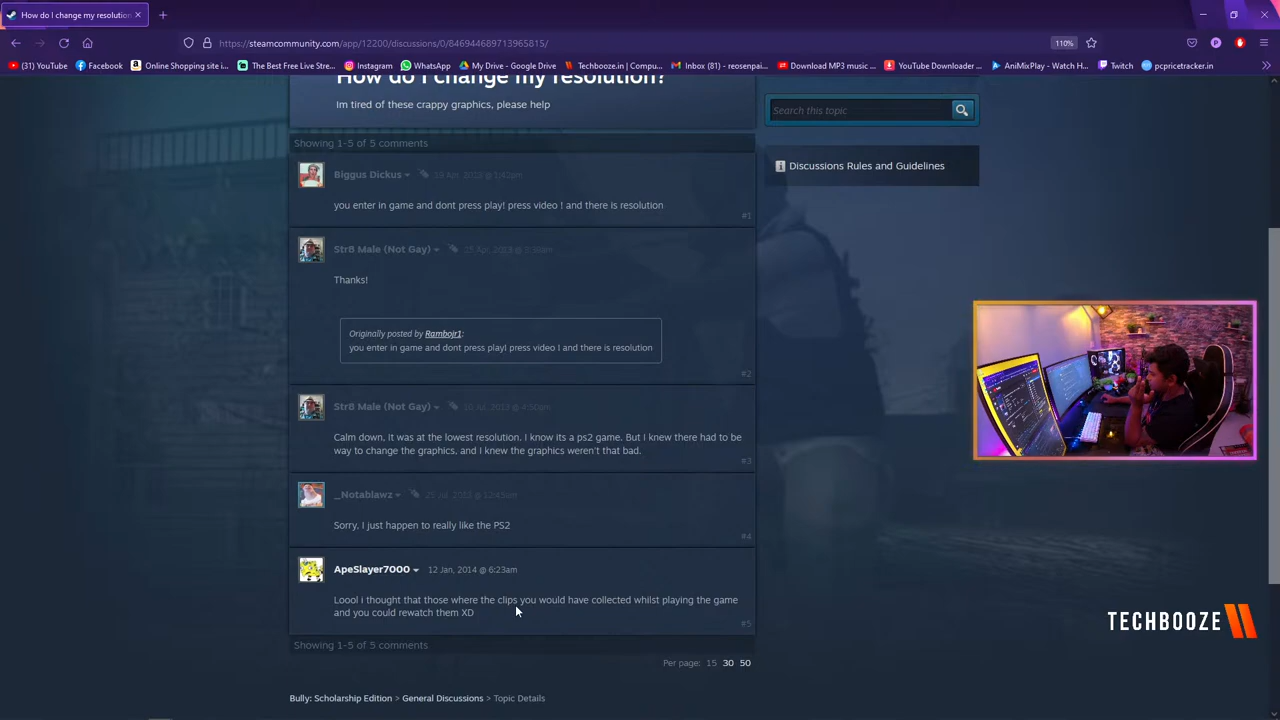 How do I change my resolution
https://steamcommunity.com/app/12200/discussions/0/846944689713965815/
110%
(31) YouTube
Facebook
Online Shopping site i...
The Best Free Live Stre...
Instagram
WhatsApp
My Drive - Google Drive
Techbooze.in | Compu...
Inbox (81) - reosenpai...
Download MP3 music ...
YouTube Downloader ...
AniMixPlay - Watch H...
Twitch
pcpricetracker.in
How do I change my resolution?
Im tired of these crappy graphics, please help
Search this topic
Discussions Rules and Guidelines
Showing 1-5 of 5 comments
Biggus Dickus
19 Apr, 2013 @ 1:42pm
you enter in game and dont press play! press video ! and there is resolution
#1
Str8 Male (Not Gay)
Thanks!
Originally posted by Rambojr1:
you enter in game and dont press play! press video ! and there is resolution
#2
Str8 Male (Not Gay)
Calm down. It was at the lowest resolution. I know its a ps2 game. But I knew there had to be
way to change the graphics, and I knew the graphics weren't that bad.
#3
_Notablawz
Sorry, I just happen to really like the PS2
#4
ApeSlayer7000
12 Jan, 2014 @ 6:23am
Loool i thought that those where the clips you would have collected whilst playing the game
and you could rewatch them XD
#5
Showing 1-5 of 5 comments
Per page: 15 30 50
Bully: Scholarship Edition > General Discussions > Topic Details
TECHBOOZE